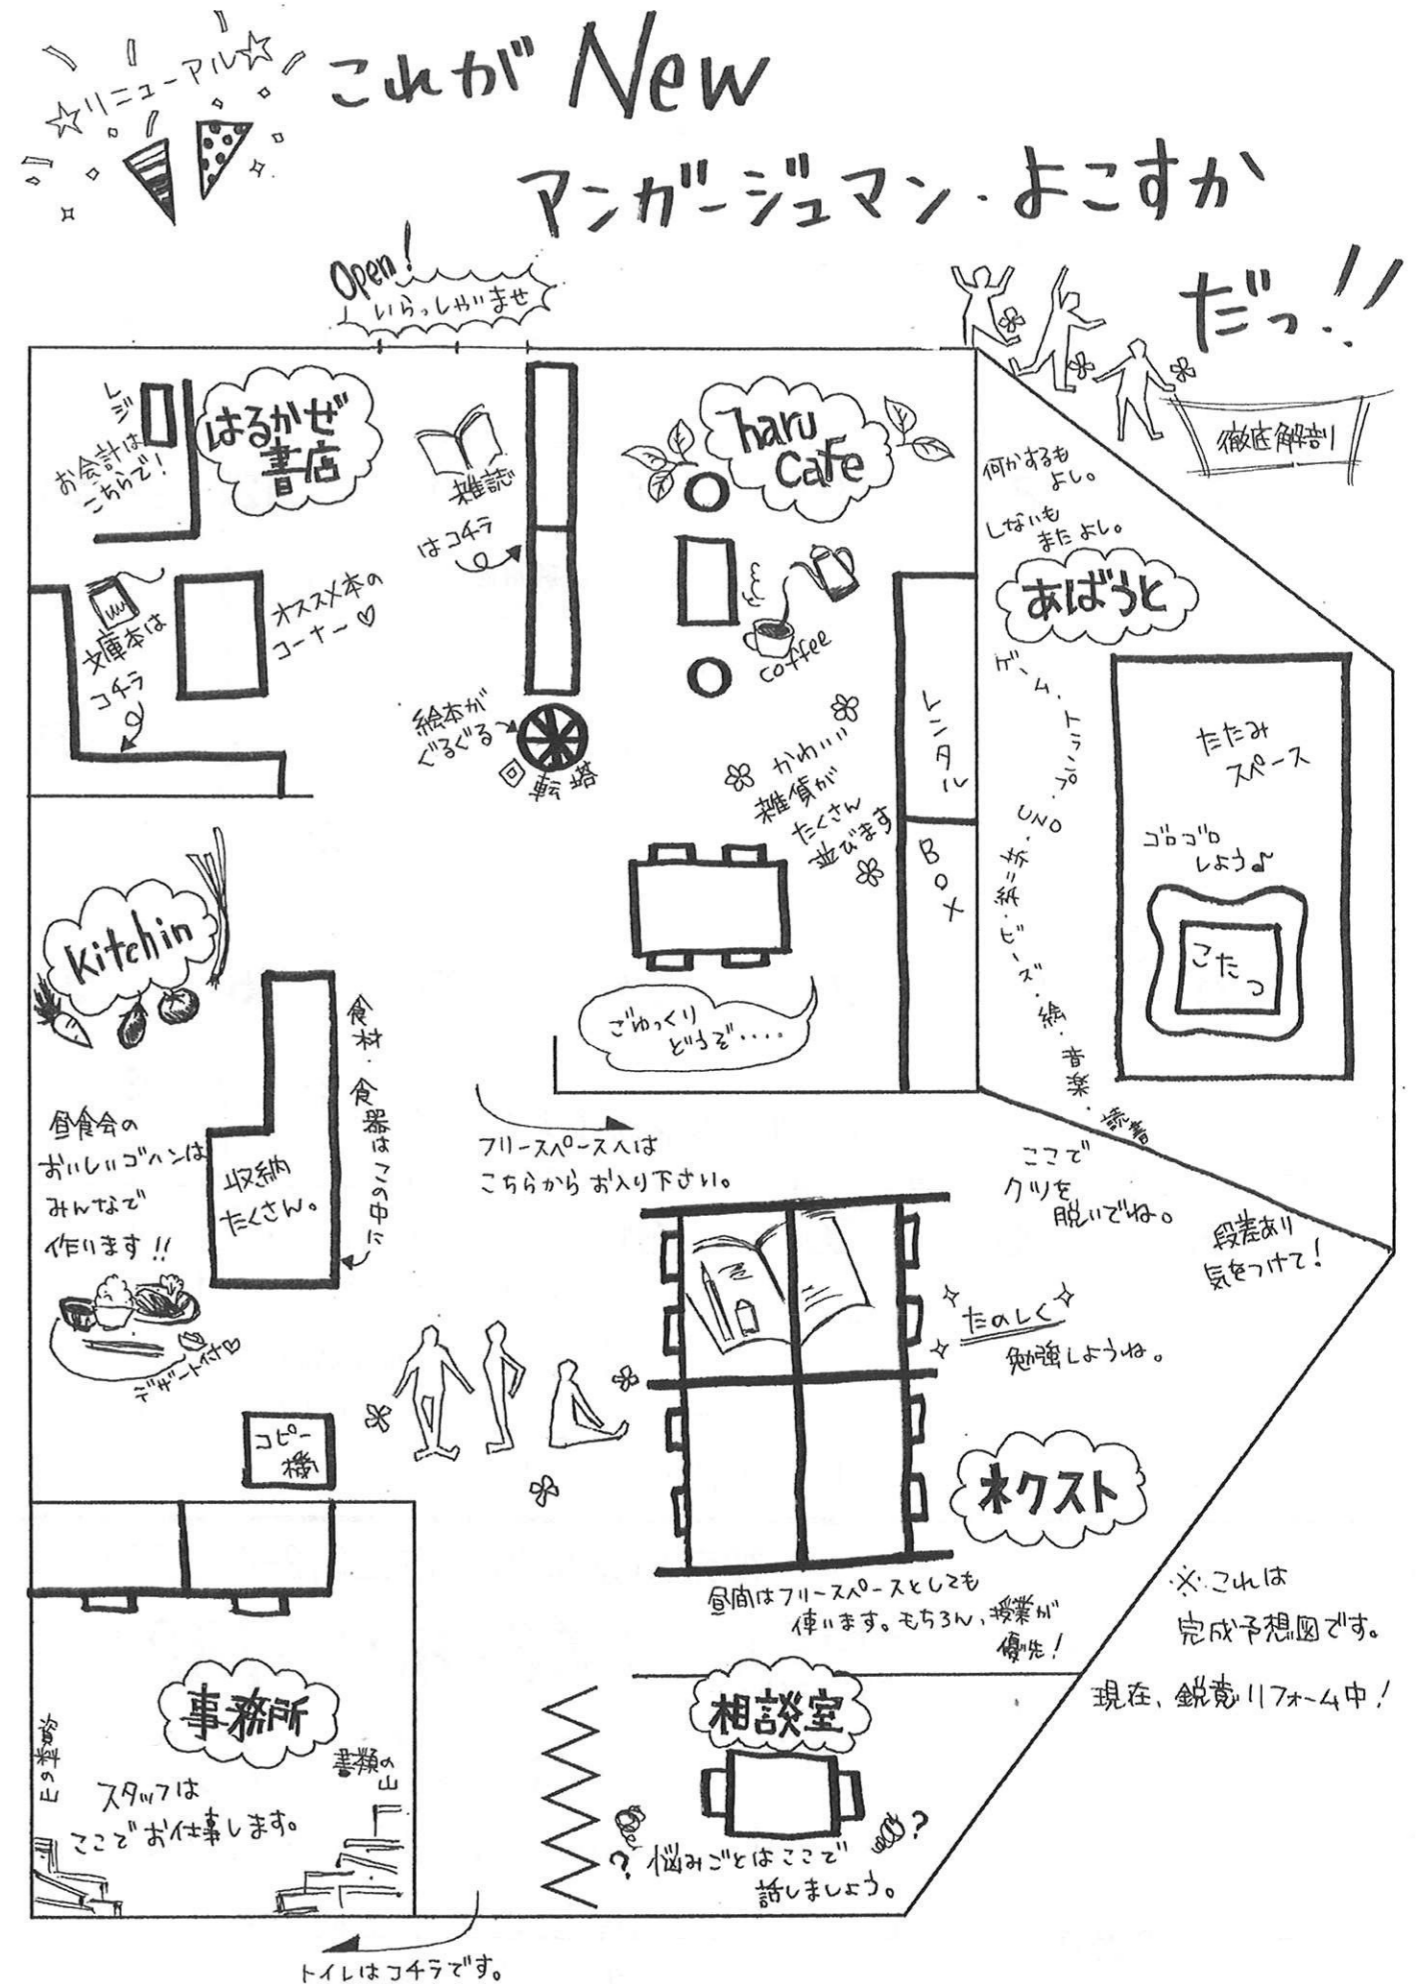 ☆リニューアル☆
これが New
アンガージュマン・よこすか
だっ!!
徹底解剖
Open!
いらっしゃいませ
レジ
お会計は
こちらで!
はるかぜ
書店
雑誌
はコチラ
haru
cafe
coffee
文庫本は
コチラ
オススメ本の
コーナー♡
絵本が
ぐるぐる
回転塔
かわいい
雑貨が
たくさん
並びます
レンタル
BOX
ごゆっくり
どうぞ....
何かするも
よし。
しないも
またよし。
あばうと
ゲーム・トランプ・UNO・折り紙・ビーズ・絵・音楽・読書
たたみ
スペース
ゴロゴロ
しよう♪
こたつ
kitchin
食材・食器はこの中に
昼食会の
おいしいゴハンは
みんなで
作ります!!
収納
たくさん。
デザート付♡
フリースペースへは
こちらからお入り下さい。
ここで
クツを
脱いでね。
段差あり
気をつけて!
たのしく
勉強しようね。
コピー
機
ネクスト
昼間はフリースペースとしても
使います。もちろん、授業が
優先!
※これは
完成予想図です。
現在、鋭意リフォーム中!
事務所
資料の山
書類の山
スタッフは
ここでお仕事します。
相談室
?
?
悩みごとはここで
話しましょう。
トイレはコチラです。